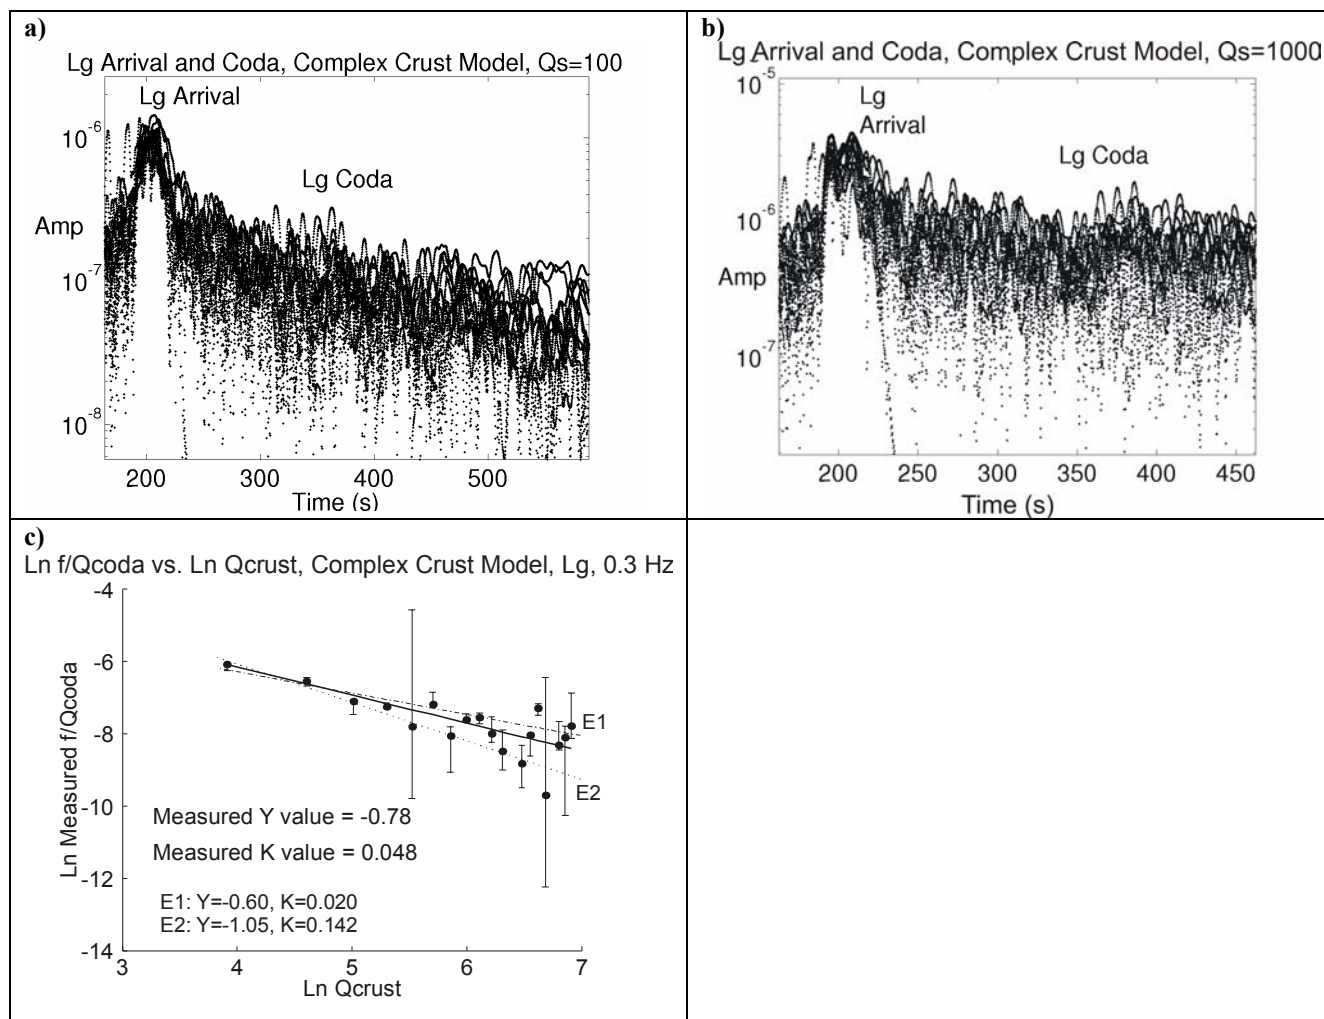 a)
Lg Arrival and Coda, Complex Crust Model, Qs=100
Lg Arrival
10^-6
Lg Coda
Amp
10^-7
10^-8
200 300 400 500
Time (s)
b)
Lg Arrival and Coda, Complex Crust Model, Qs=1000
10^-5
Lg
Arrival
Lg Coda
10^-6
Amp
10^-7
200 250 300 350 400 450
Time (s)
c)
Ln f/Qcoda vs. Ln Qcrust, Complex Crust Model, Lg, 0.3 Hz
-4
-6
-8
-10
-12
-14
Ln Measured f/Qcoda
E1
E2
Measured Y value = -0.78
Measured K value = 0.048
E1: Y=-0.60, K=0.020
E2: Y=-1.05, K=0.142
3 4 5 6 7
Ln Qcrust